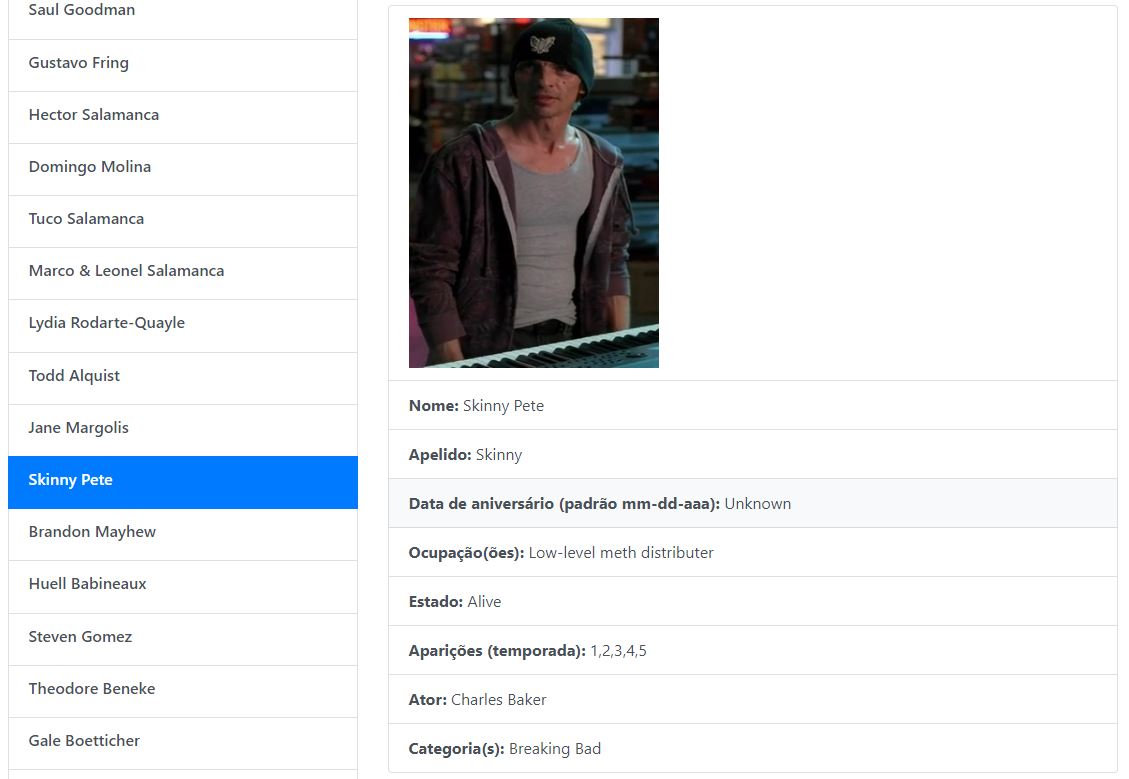 Saul Goodman
Gustavo Fring
Hector Salamanca
Domingo Molina
Tuco Salamanca
Marco & Leonel Salamanca
Lydia Rodarte-Quayle
Todd Alquist
Jane Margolis
Skinny Pete
Brandon Mayhew
Huell Babineaux
Steven Gomez
Theodore Beneke
Gale Boetticher
Nome: Skinny Pete
Apelido: Skinny
Data de aniversário (padrão mm-dd-aaa): Unknown
Ocupação(ões): Low-level meth distributer
Estado: Alive
Aparições (temporada): 1,2,3,4,5
Ator: Charles Baker
Categoria(s): Breaking Bad